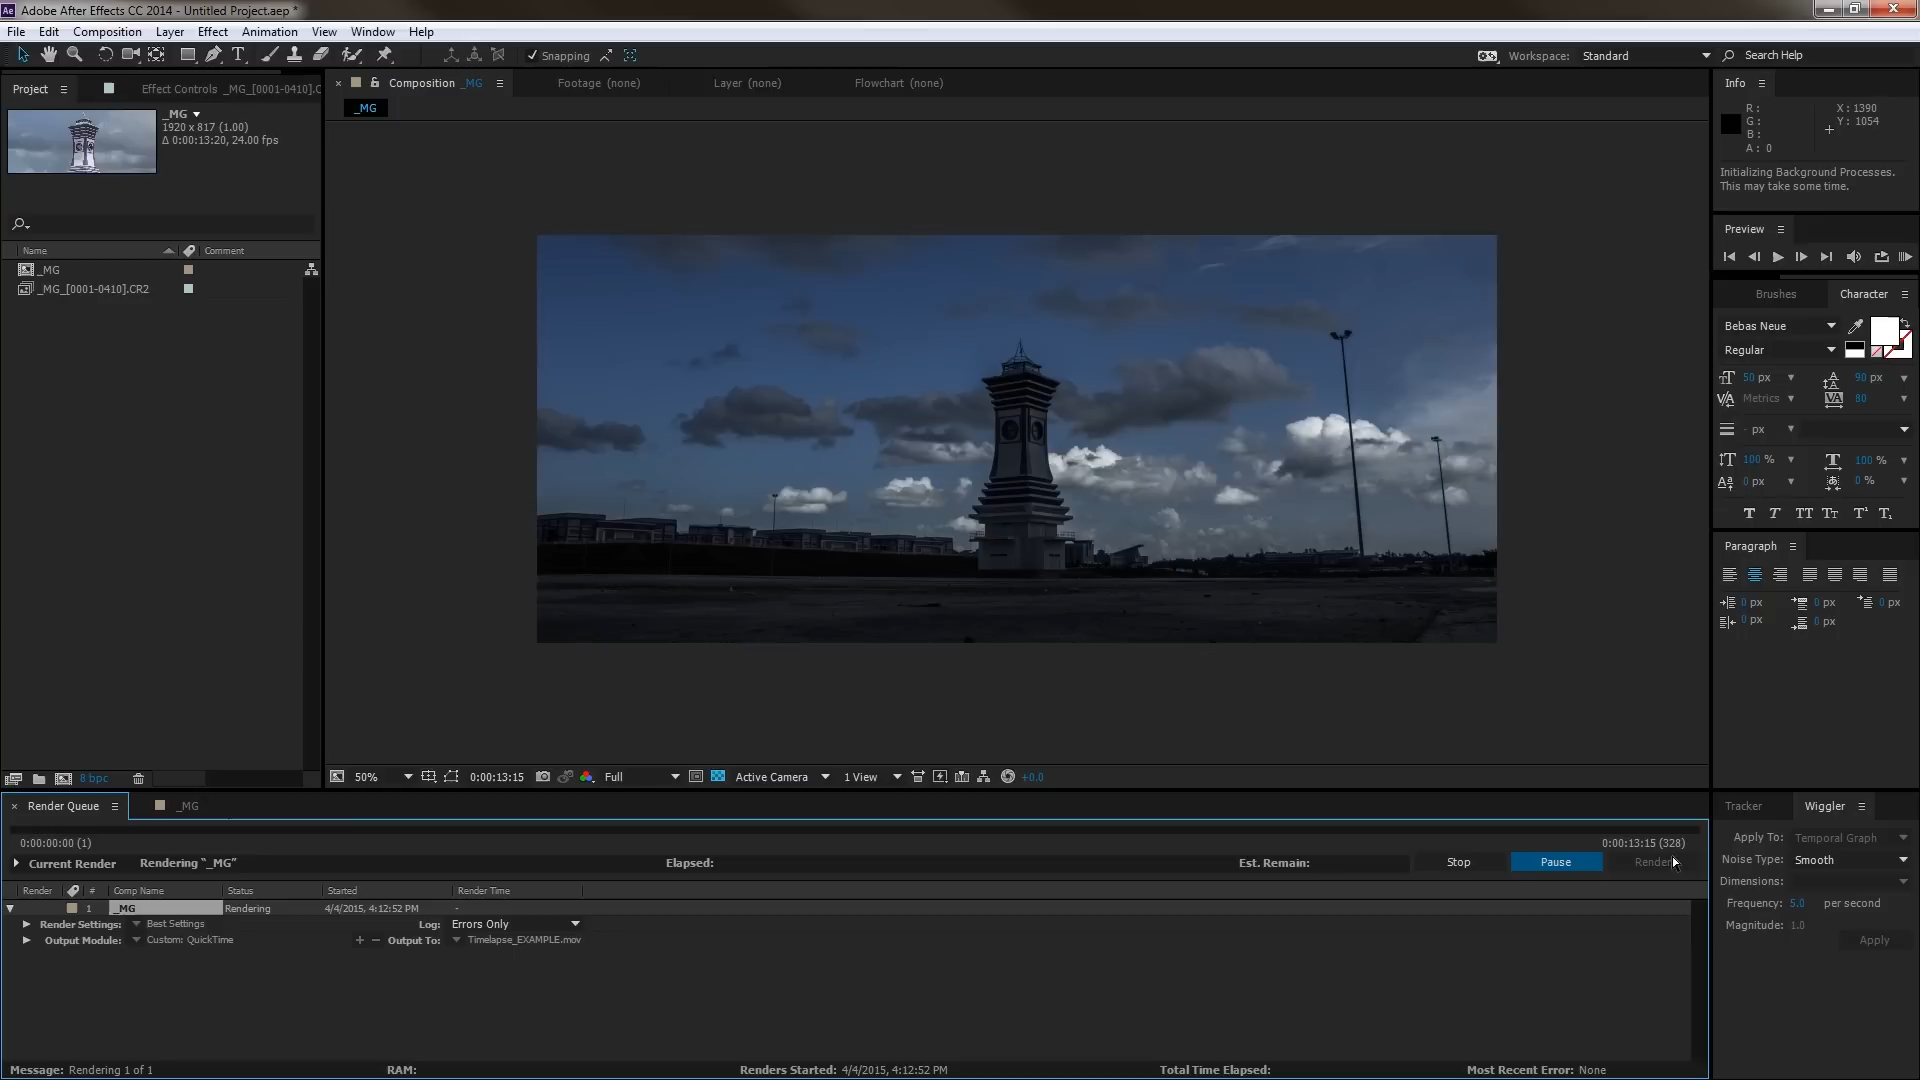 Ae Adobe After Effects CC 2014 - Untitled Project.aep *
File Edit Composition Layer Effect Animation View Window Help
Snapping Workspace: Standard Search Help
Project Effect Controls _MG_[0001-0410].C
_MG
1920 x 817 (1.00)
Δ 0:00:13:20, 24.00 fps
Name Comment
_MG
_MG_[0001-0410].CR2
8 bpc
Composition _MG Footage (none) Layer (none) Flowchart (none)
_MG
50% 0:00:13:15 Full Active Camera 1 View +0.0
Info
R : X : 1390
G : Y : 1054
B :
A : 0
Initializing Background Processes.
This may take some time.
Preview
Brushes Character
Bebas Neue
Regular
50 px 90 px
Metrics 80
- px
100 % 100 %
0 px 0 %
T T TT Tt T¹ T₁
Paragraph
0 px 0 px 0 px
0 px 0 px
Render Queue _MG
0:00:00:00 (1) 0:00:13:15 (328)
Current Render Rendering “_MG” Elapsed: Est. Remain: Stop Pause Render
Render # Comp Name Status Started Render Time
1 _MG Rendering 4/4/2015, 4:12:52 PM -
Render Settings: Best Settings Log: Errors Only
Output Module: Custom: QuickTime + – Output To: Timelapse_EXAMPLE.mov
Message: Rendering 1 of 1 RAM: Renders Started: 4/4/2015, 4:12:52 PM Total Time Elapsed: Most Recent Error: None
Tracker Wiggler
Apply To: Temporal Graph
Noise Type: Smooth
Dimensions:
Frequency: 5.0 per second
Magnitude: 1.0
Apply